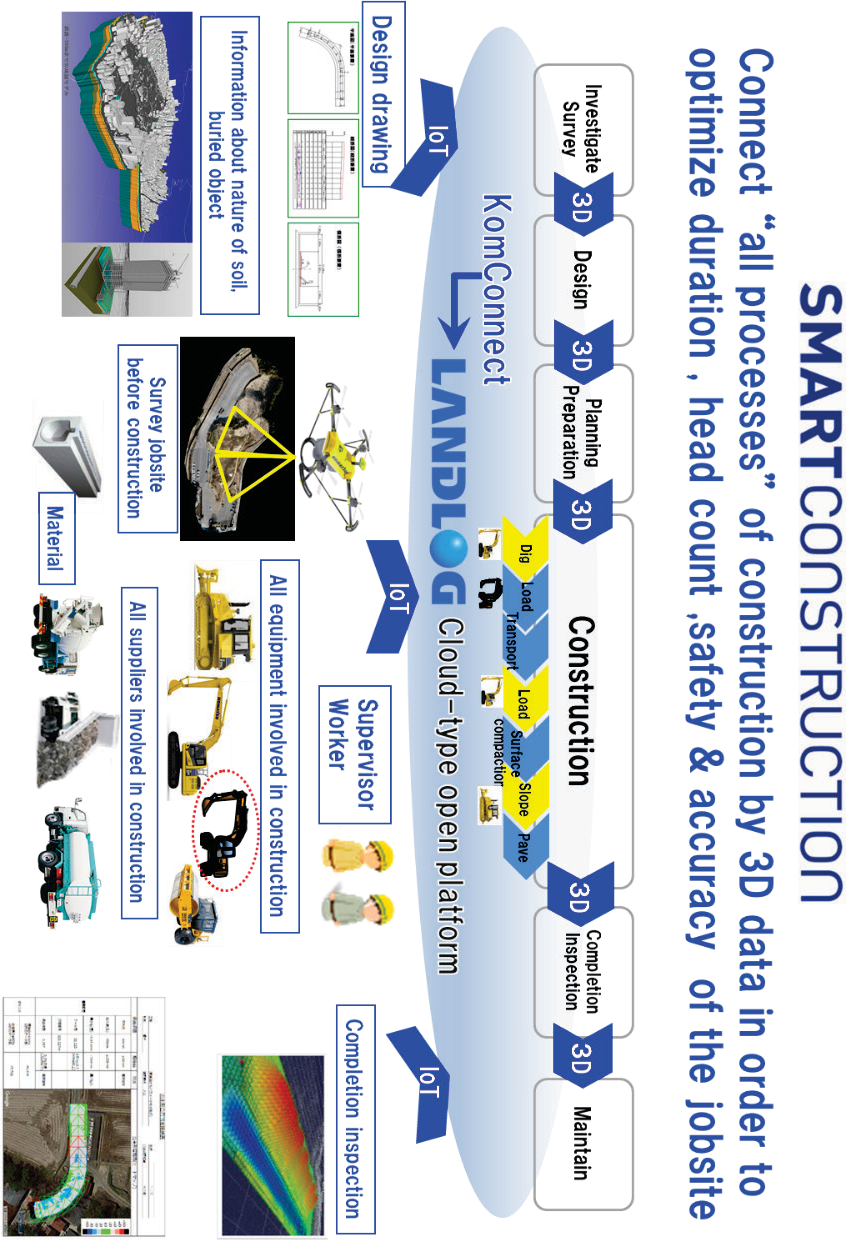 SMARTCONSTRUCTION
Connect “all processes” of construction by 3D data in order to
optimize duration , head count ,safety & accuracy of the jobsite
Investigate
Survey
3D
Design
3D
Planning
Preparation
3D
Construction
Dig
Load
Transport
Load
Surface
compaction
Slope
Pave
3D
Completion
Inspection
3D
Maintain
KomConnect
LANDLOG Cloud-type open platform
IoT
IoT
IoT
Design drawing
Information about nature of soil,
buried object
Survey jobsite
before construction
Material
Supervisor
Worker
All equipment involved in construction
All suppliers involved in construction
Completion inspection